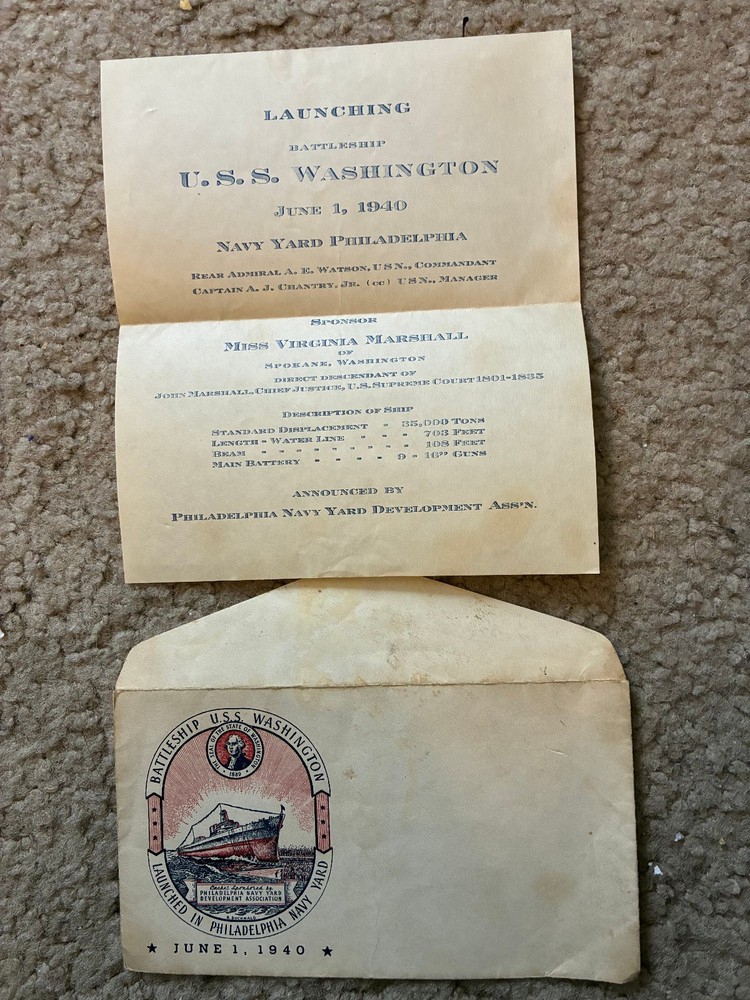 LAUNCHING
BATTLESHIP
U.S.S. WASHINGTON
JUNE 1, 1940
NAVY YARD PHILADELPHIA
REAR ADMIRAL A. E. WATSON, U S N., COMMANDANT
CAPTAIN A. J. CHANTRY, JR. (CC) U S N., MANAGER
SPONSOR
MISS VIRGINIA MARSHALL
OF
SPOKANE, WASHINGTON
DIRECT DESCENDANT OF
JOHN MARSHALL, CHIEF JUSTICE, U.S. SUPREME COURT 1801-1835
DESCRIPTION OF SHIP
STANDARD DISPLACEMENT - 35,000 TONS
LENGTH - WATER LINE - - - 703 FEET
BEAM - - - - - - - - 108 FEET
MAIN BATTERY - - - - 9 - 16" GUNS
ANNOUNCED BY
PHILADELPHIA NAVY YARD DEVELOPMENT ASS'N.
BATTLESHIP U.S.S. WASHINGTON
THE SEAL OF THE STATE OF WASHINGTON
1889
Cachet Sponsored by
PHILADELPHIA NAVY YARD
DEVELOPMENT ASSOCIATION
LAUNCHED IN PHILADELPHIA NAVY YARD
★ JUNE 1, 1940 ★